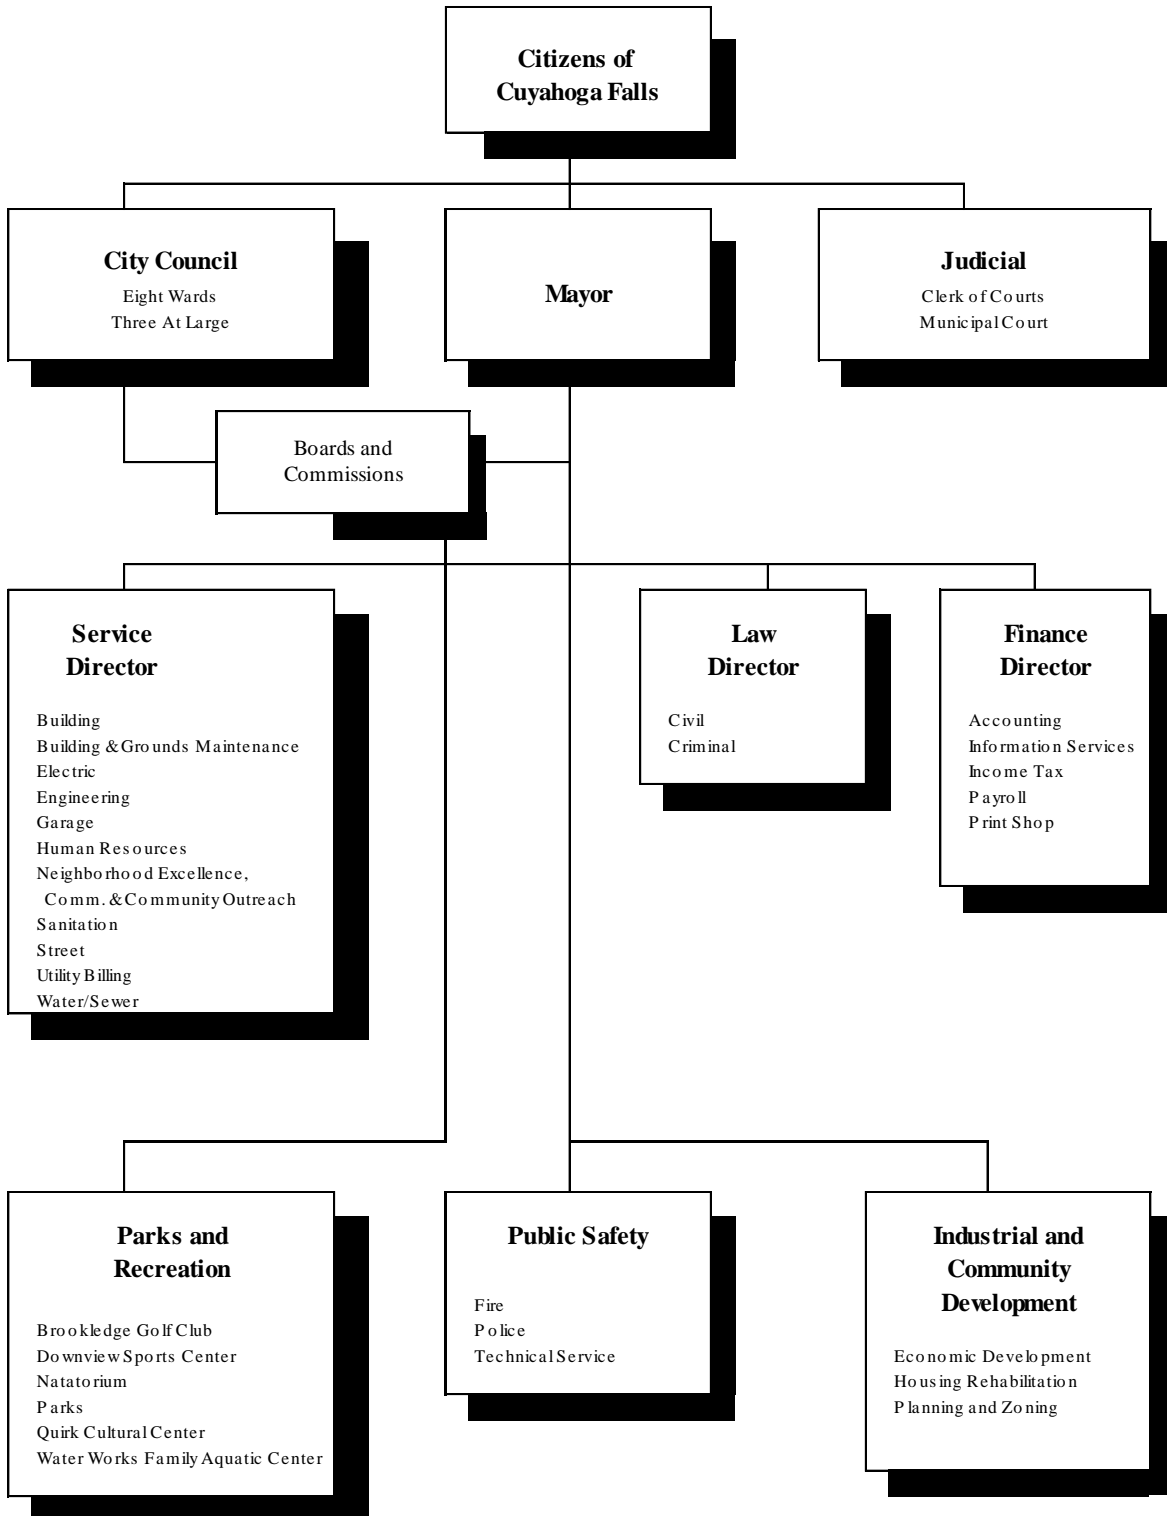 Citizens of
Cuyahoga Falls
City Council
Eight Wards
Three At Large
Mayor
Judicial
Clerk of Courts
Municipal Court
Boards and
Commissions
Service
Director
Building
Building & Grounds Maintenance
Electric
Engineering
Garage
Human Resources
Neighborhood Excellence,
Comm. & Community Outreach
Sanitation
Street
Utility Billing
Water/Sewer
Law
Director
Civil
Criminal
Finance
Director
Accounting
Information Services
Income Tax
Payroll
Print Shop
Parks and
Recreation
Brookledge Golf Club
Downview Sports Center
Natatorium
Parks
Quirk Cultural Center
Water Works Family Aquatic Center
Public Safety
Fire
Police
Technical Service
Industrial and
Community
Development
Economic Development
Housing Rehabilitation
Planning and Zoning